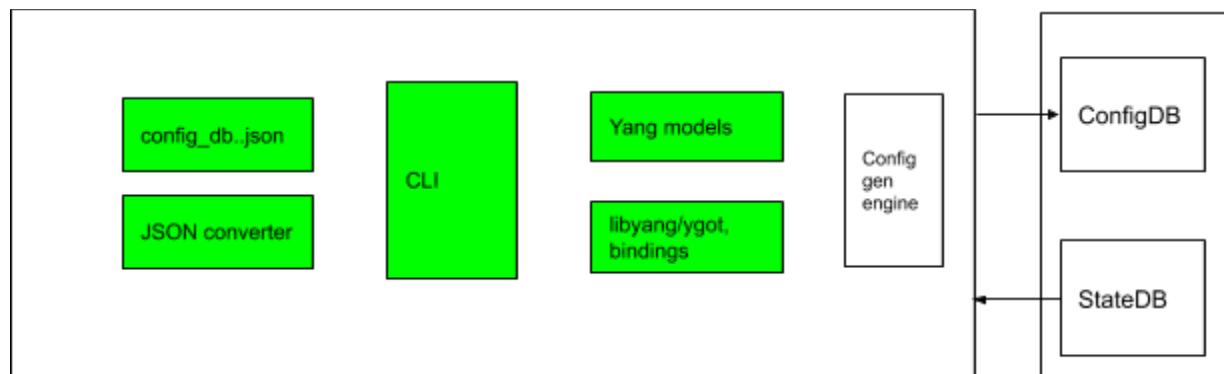 config_db..json
JSON converter
CLI
Yang models
libyang/ygot,
bindings
Config
gen
engine
ConfigDB
StateDB